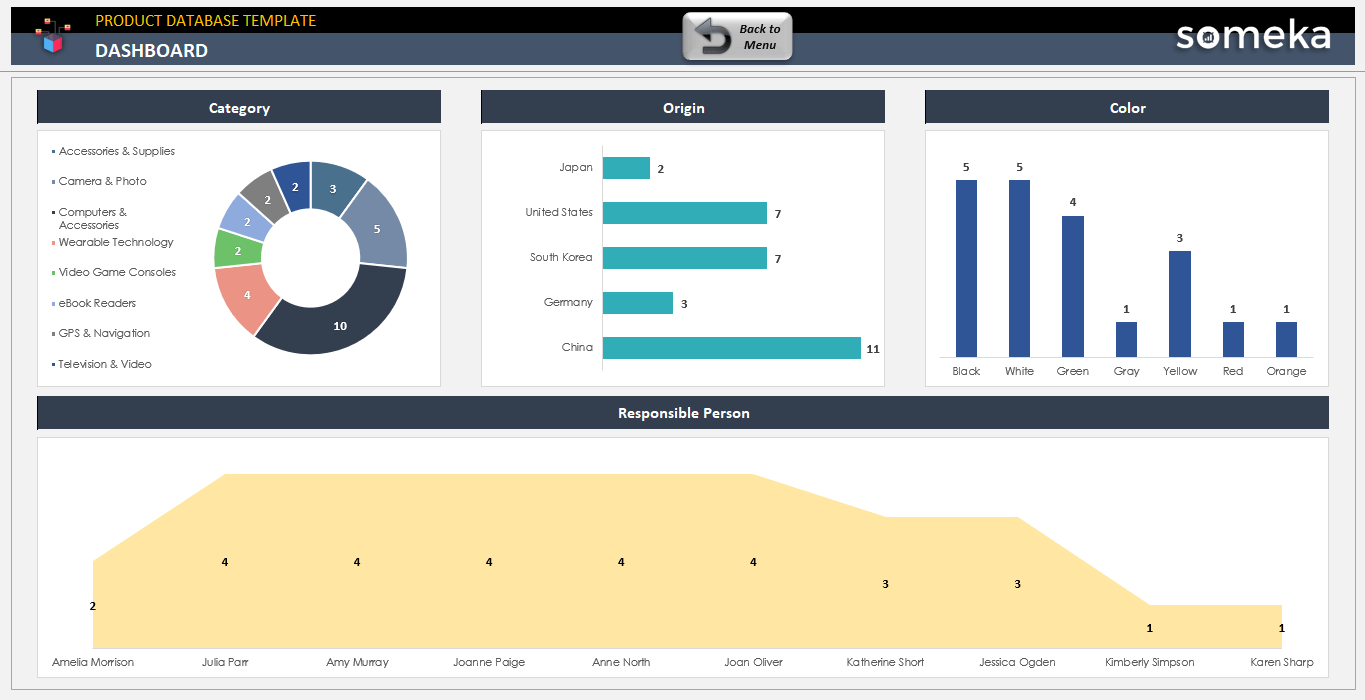 PRODUCT DATABASE TEMPLATE
DASHBOARD
Back to
Menu
someka
Category
Accessories & Supplies
Camera & Photo
Computers &
Accessories
Wearable Technology
Video Game Consoles
eBook Readers
GPS & Navigation
Television & Video
3
5
10
4
2
2
2
2
Origin
Japan 2
United States 7
South Korea 7
Germany 3
China 11
Color
5 5 4 1 3 1 1
Black White Green Gray Yellow Red Orange
Responsible Person
2 4 4 4 4 4 3 3 1 1
Amelia Morrison Julia Parr Amy Murray Joanne Paige Anne North Joan Oliver Katherine Short Jessica Ogden Kimberly Simpson Karen Sharp